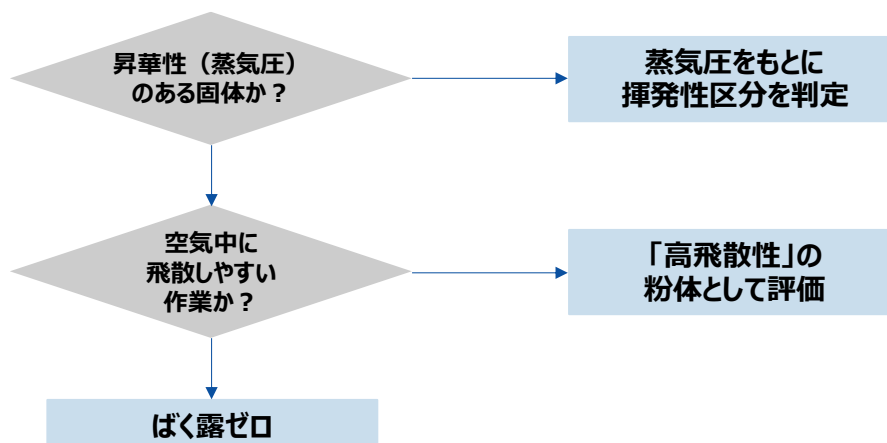 昇華性（蒸気圧）
のある固体か？
蒸気圧をもとに
揮発性区分を判定
空気中に
飛散しやすい
作業か？
「高飛散性」の
粉体として評価
ばく露ゼロ